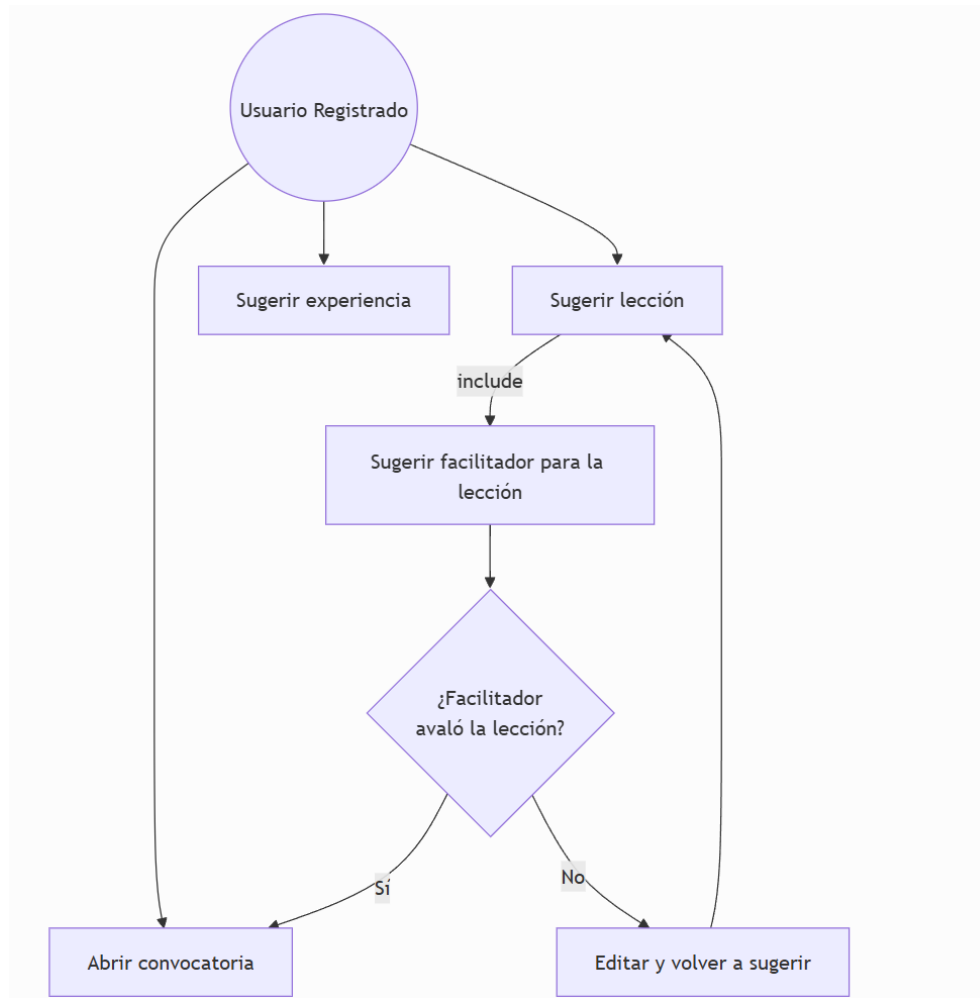 Usuario Registrado
Sugerir experiencia
Sugerir lección
include
Sugerir facilitador para la
lección
¿Facilitador
avaló la lección?
Sí
No
Abrir convocatoria
Editar y volver a sugerir